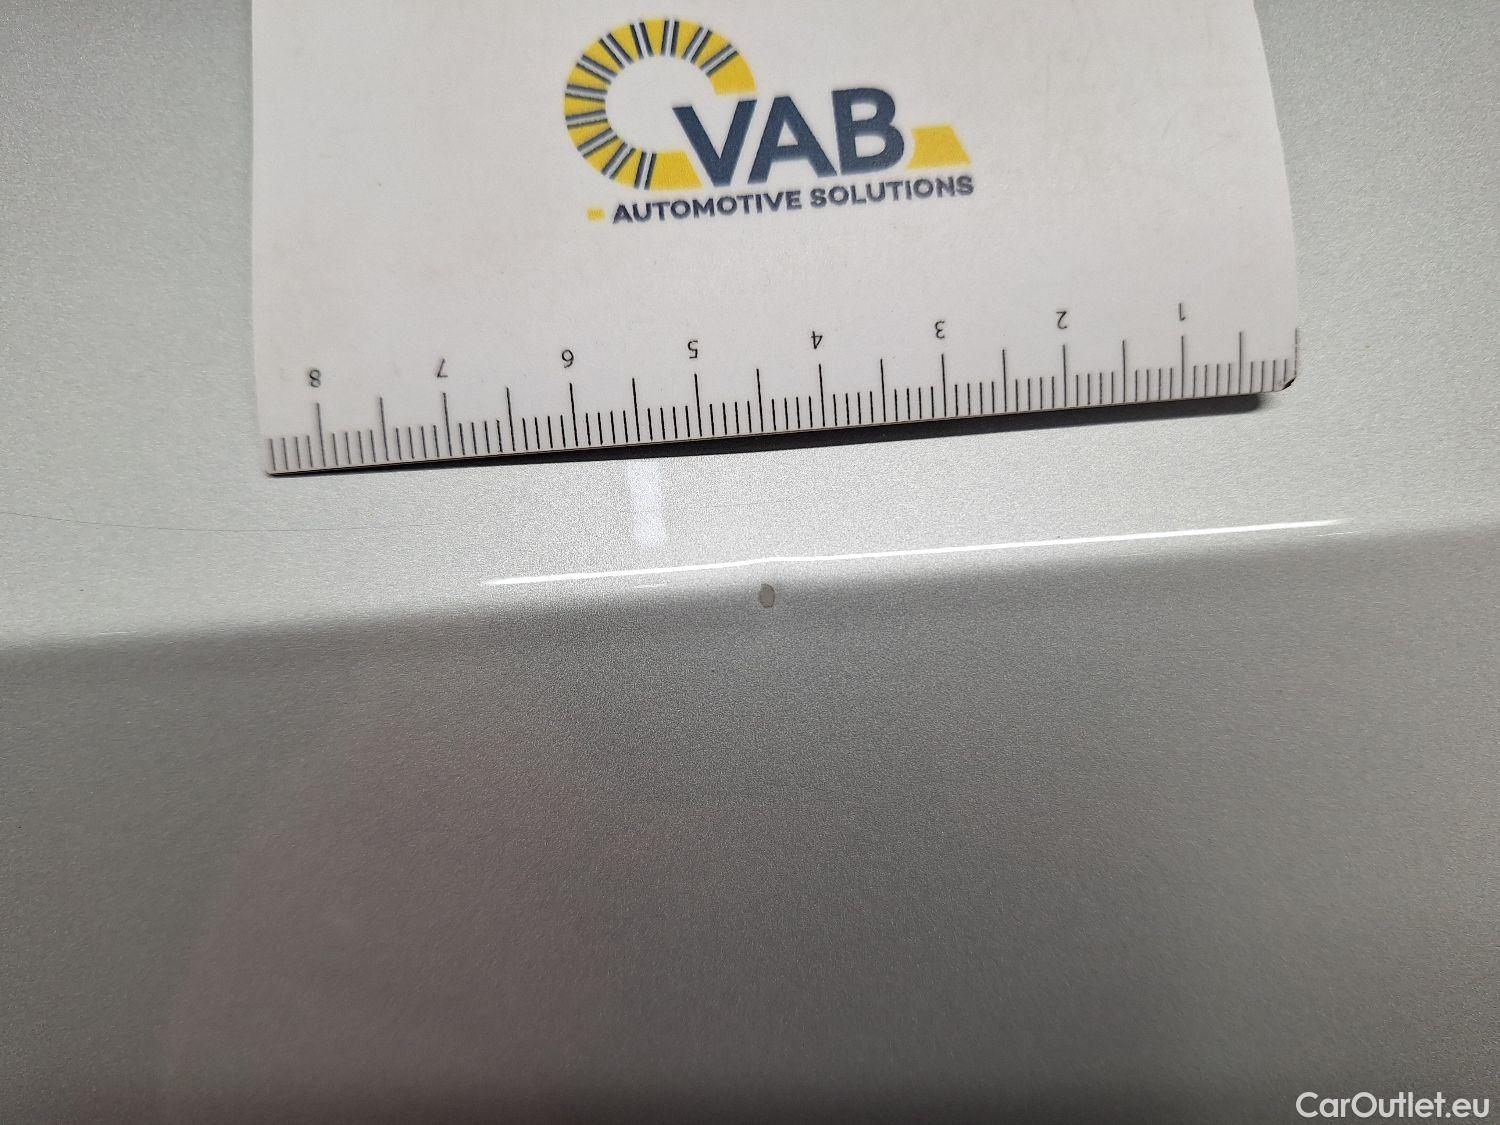 VAB
AUTOMOTIVE SOLUTIONS
8 7 6 5 4 3 2 1
CarOutlet.eu